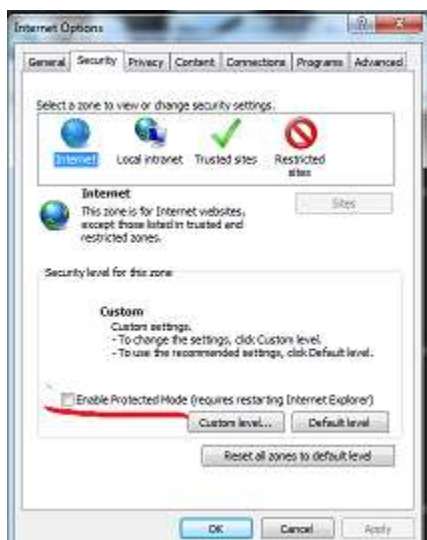 Internet Options
General Security Privacy Content Connections Programs Advanced
Select a zone to view or change security settings.
Internet Local intranet Trusted sites Restricted
sites
Internet
Sites
This zone is for Internet websites,
except those listed in trusted and
restricted zones.
Security level for this zone
Custom
Custom settings.
- To change the settings, click Custom level.
- To use the recommended settings, click Default level.
Enable Protected Mode (requires restarting Internet Explorer)
Custom level... Default level
Reset all zones to default level
OK Cancel Apply